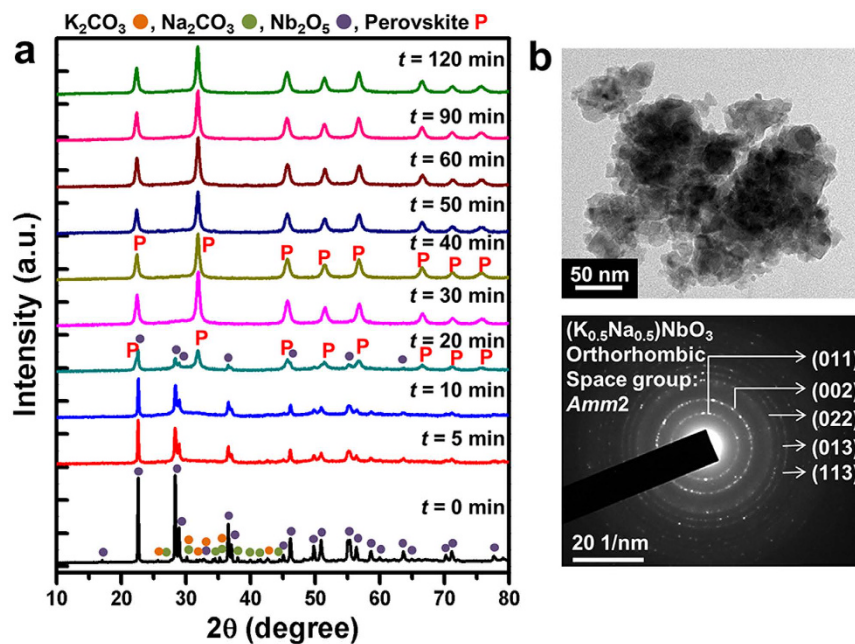 K₂CO₃ , Na₂CO₃ , Nb₂O₅ , Perovskite P
a
t = 120 min
t = 90 min
t = 60 min
t = 50 min
t = 40 min
P P P P P P P P
t = 30 min
t = 20 min
P P P P P P P P
t = 10 min
t = 5 min
t = 0 min
10 20 30 40 50 60 70 80
2θ (degree)
Intensity (a.u.)
b
50 nm
(K₀.₅Na₀.₅)NbO₃
Orthorhombic
Space group:
Amm2
(011)
(002)
(022)
(013)
(113)
20 1/nm